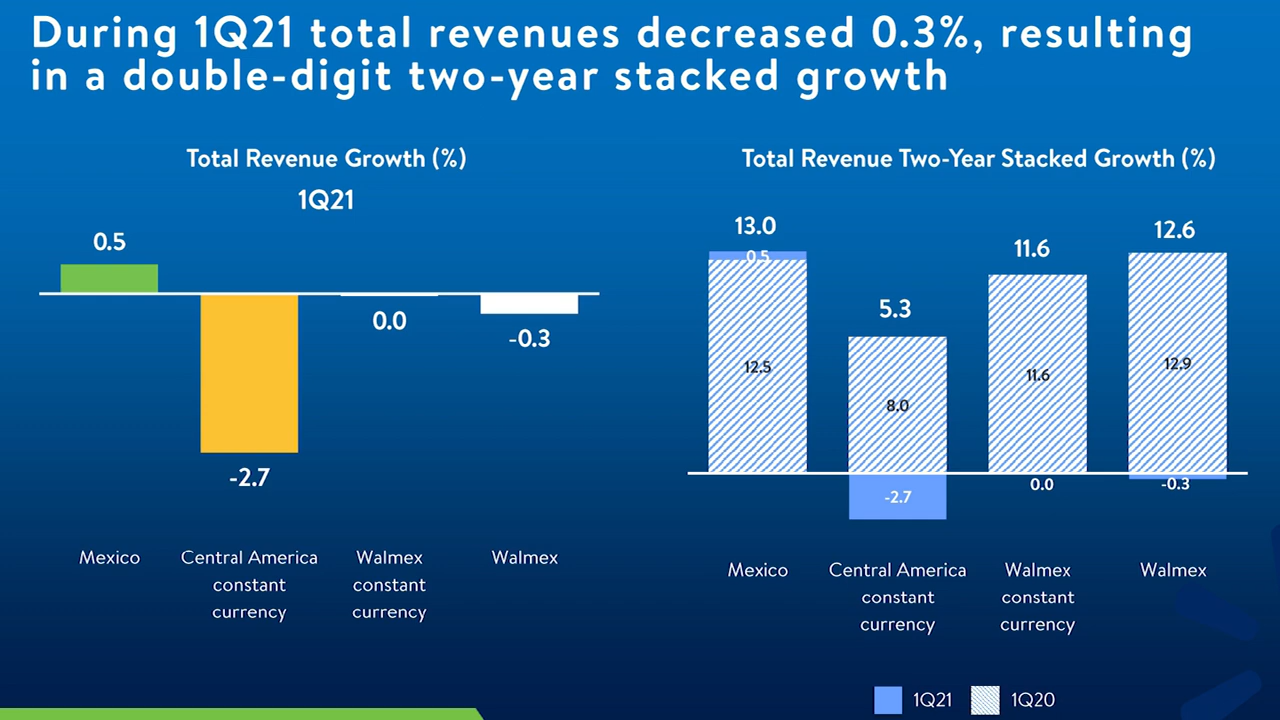 During 1Q21 total revenues decreased 0.3%, resulting
in a double-digit two-year stacked growth
Total Revenue Growth (%)
1Q21
0.5
0.0
-0.3
-2.7
Mexico
Central America
constant
currency
Walmex
constant
currency
Walmex
Total Revenue Two-Year Stacked Growth (%)
13.0
0.5
12.5
5.3
8.0
-2.7
11.6
11.6
0.0
12.6
12.9
-0.3
Mexico
Central America
constant
currency
Walmex
constant
currency
Walmex
1Q21
1Q20